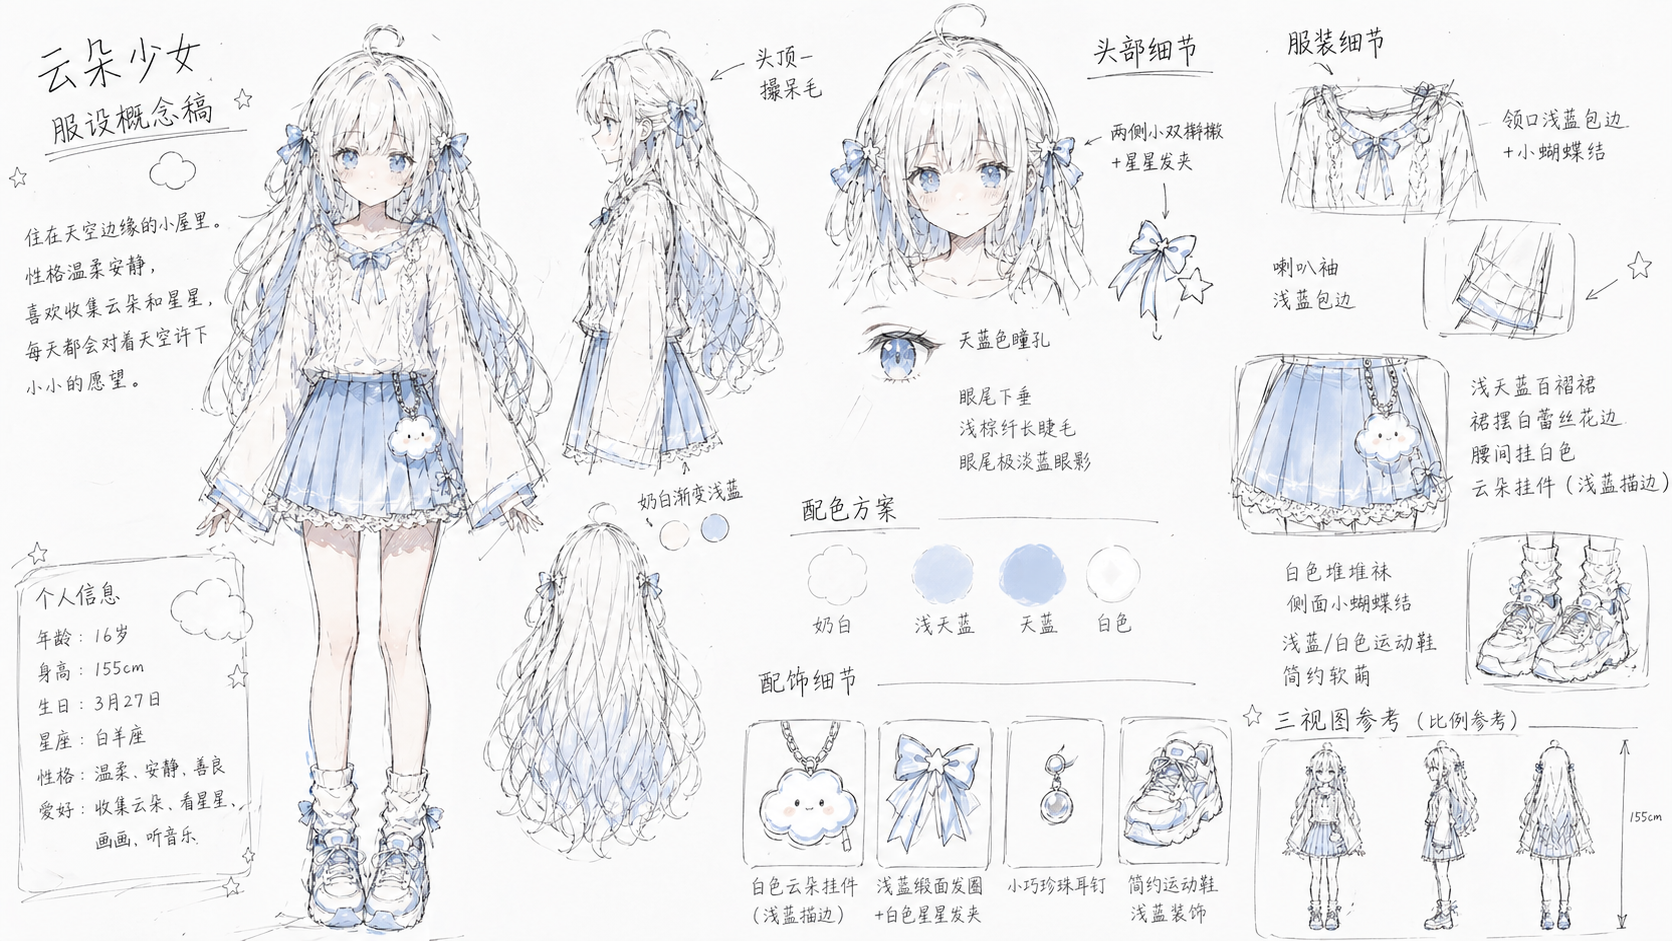 云朵少女
服设概念稿
住在天空边缘的小屋里。
性格温柔安静，
喜欢收集云朵和星星，
每天都会对着天空许下
小小的愿望。
个人信息
年龄：16岁
身高：155cm
生日：3月27日
星座：白羊座
性格：温柔、安静、善良
爱好：收集云朵、看星星、
画画、听音乐
头顶一
撮呆毛
奶白渐变浅蓝
头部细节
两侧小双
+星星发夹
天蓝色瞳孔
眼尾下垂
浅棕纤长睫毛
眼尾极淡蓝眼影
配色方案
奶白
浅天蓝
天蓝
白色
配饰细节
白色云朵挂件
（浅蓝描边）
浅蓝缎面发圈
+白色星星发夹
小巧珍珠耳钉
简约运动鞋
浅蓝装饰
服装细节
领口浅蓝包边
+小蝴蝶结
喇叭袖
浅蓝包边
浅天蓝百褶裙
裙摆白蕾丝花边
腰间挂白色
云朵挂件（浅蓝描边）
白色堆堆袜
侧面小蝴蝶结
浅蓝/白色运动鞋
简约软萌
三视图参考（比例参考）
155cm